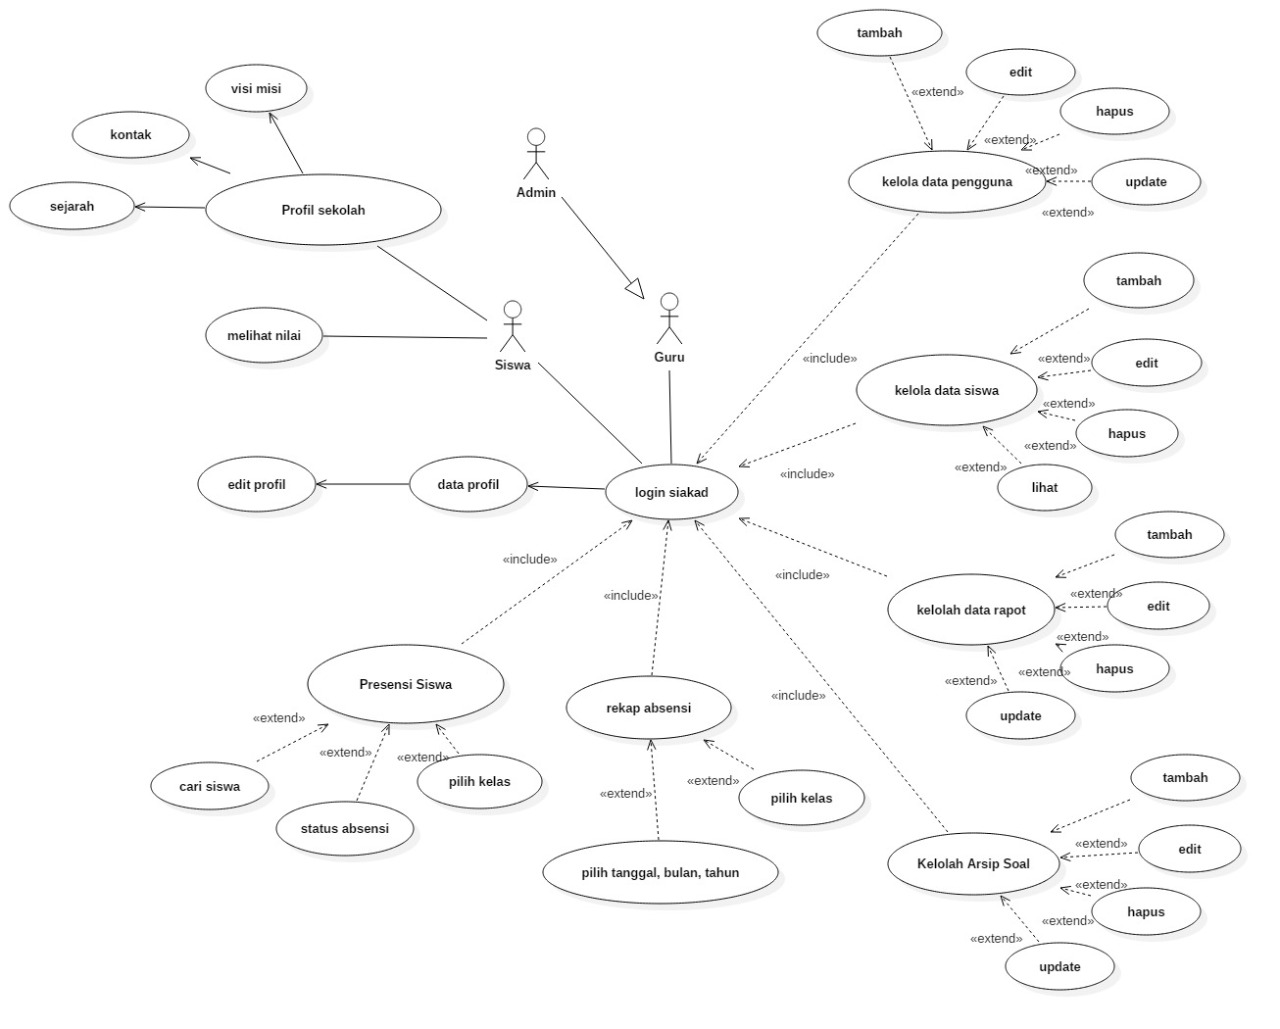 tambah
edit
«extend»
visi misi
hapus
kontak
«extend»
Admin
«extend»
kelola data pengguna
update
sejarah
Profil sekolah
«extend»
tambah
melihat nilai
Siswa
Guru
«include»
«extend»
edit
kelola data siswa
«extend»
hapus
«extend»
«extend»
«include»
lihat
edit profil
data profil
login siakad
tambah
«include»
«include»
«include»
«extend»
edit
kelolah data rapot
«extend»
hapus
«extend»
«extend»
update
Presensi Siswa
rekap absensi
«include»
«extend»
«extend»
«extend»
cari siswa
pilih kelas
status absensi
«extend»
«extend»
pilih kelas
pilih tanggal, bulan, tahun
tambah
«extend»
edit
Kelolah Arsip Soal
«extend»
hapus
«extend»
«extend»
update